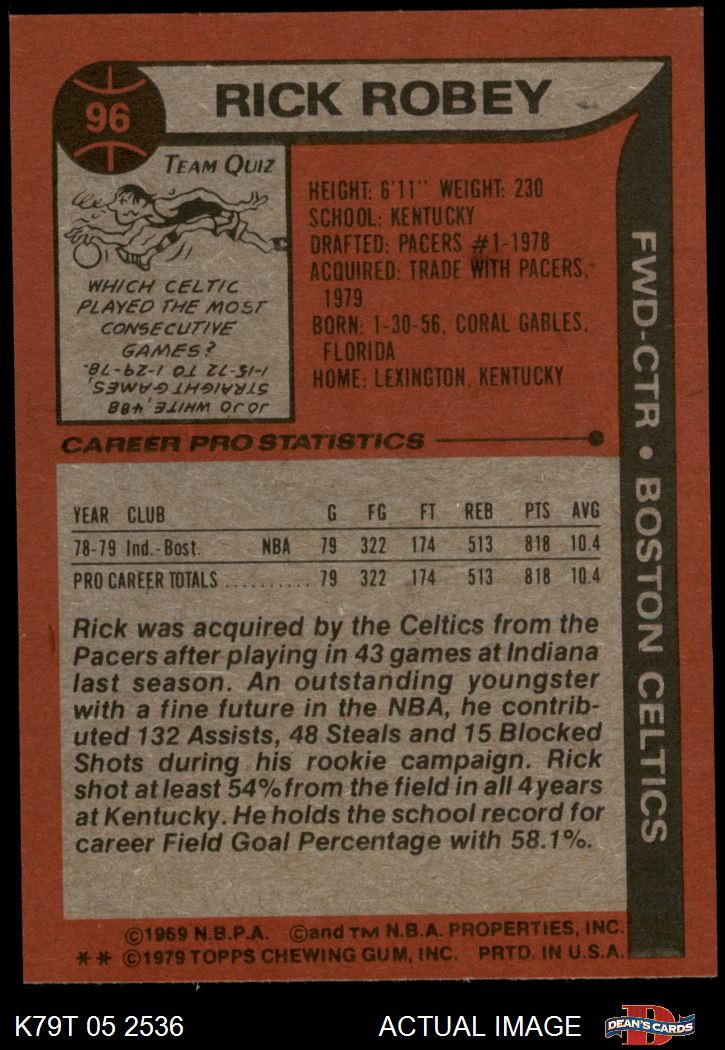 96
RICK ROBEY
TEAM QUIZ
WHICH CELTIC
PLAYED THE MOST
CONSECUTIVE
GAMES?
JO JO WHITE, 488
STRAIGHT GAMES,
1-13-72 TO 1-29-78.
HEIGHT: 6'11" WEIGHT: 230
SCHOOL: KENTUCKY
DRAFTED: PACERS #1-1978
ACQUIRED: TRADE WITH PACERS,
1979
BORN: 1-30-56, CORAL GABLES,
FLORIDA
HOME: LEXINGTON, KENTUCKY
FWD-CTR • BOSTON CELTICS
CAREER PRO STATISTICS
YEAR CLUB G FG FT REB PTS AVG
78-79 Ind.-Bost. NBA 79 322 174 513 818 10.4
PRO CAREER TOTALS .......... 79 322 174 513 818 10.4
Rick was acquired by the Celtics from the
Pacers after playing in 43 games at Indiana
last season. An outstanding youngster
with a fine future in the NBA, he contrib-
uted 132 Assists, 48 Steals and 15 Blocked
Shots during his rookie campaign. Rick
shot at least 54% from the field in all 4 years
at Kentucky. He holds the school record for
career Field Goal Percentage with 58.1%.
©1969 N.B.P.A. ©and TM N.B.A. PROPERTIES, INC.
** ©1979 TOPPS CHEWING GUM, INC. PRTD. IN U.S.A.
K79T 05 2536 ACTUAL IMAGE
DEAN'S CARDS